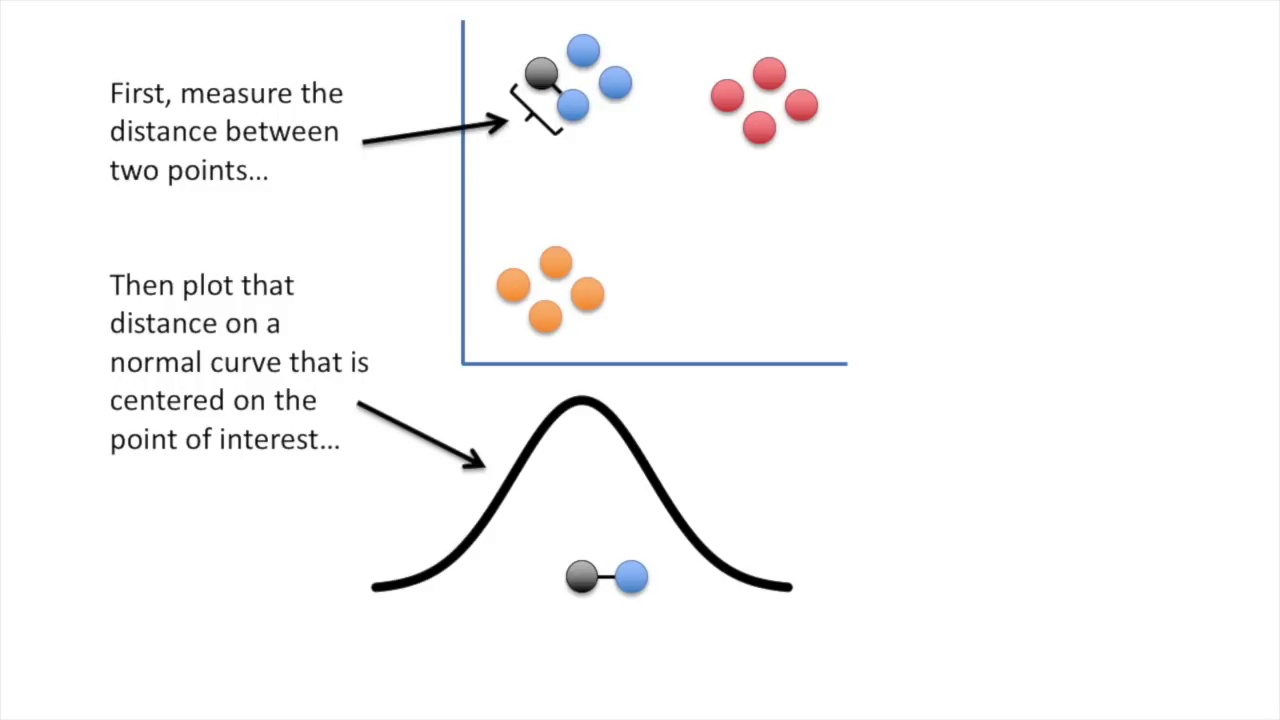 First, measure the
distance between
two points…
Then plot that
distance on a
normal curve that is
centered on the
point of interest…